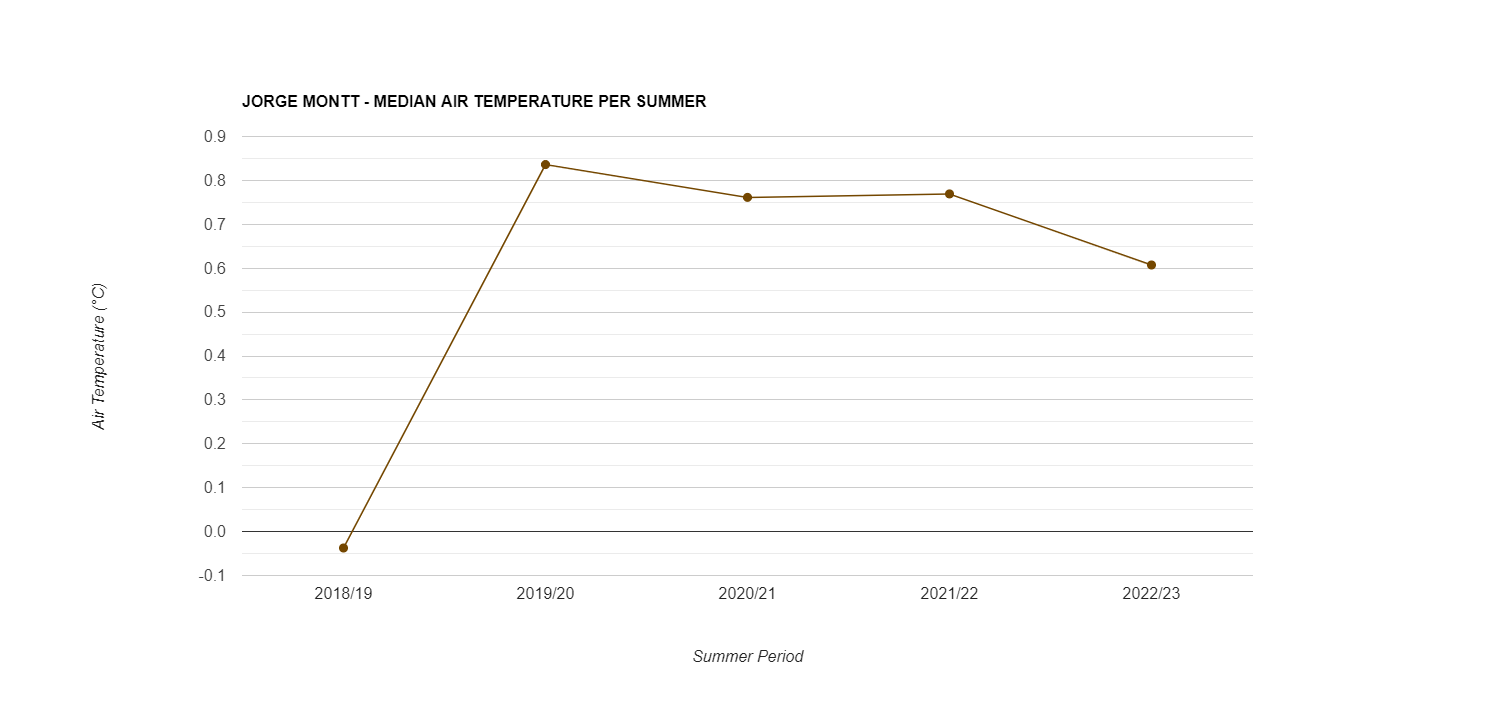 JORGE MONTT - MEDIAN AIR TEMPERATURE PER SUMMER
0.9
0.8
0.7
0.6
0.5
0.4
0.3
0.2
0.1
0.0
-0.1
Air Temperature (°C)
2018/19 2019/20 2020/21 2021/22 2022/23
Summer Period